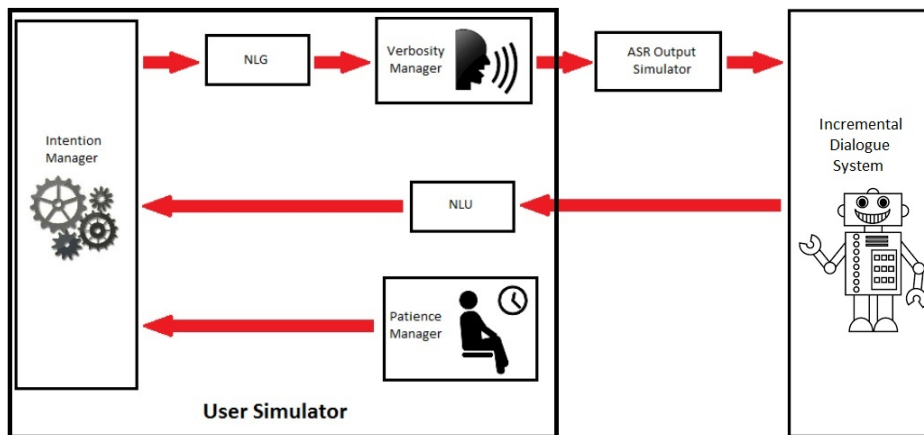 NLG
Verbosity
Manager
ASR Output
Simulator
Intention
Manager
Incremental
Dialogue
System
NLU
Patience
Manager
User Simulator